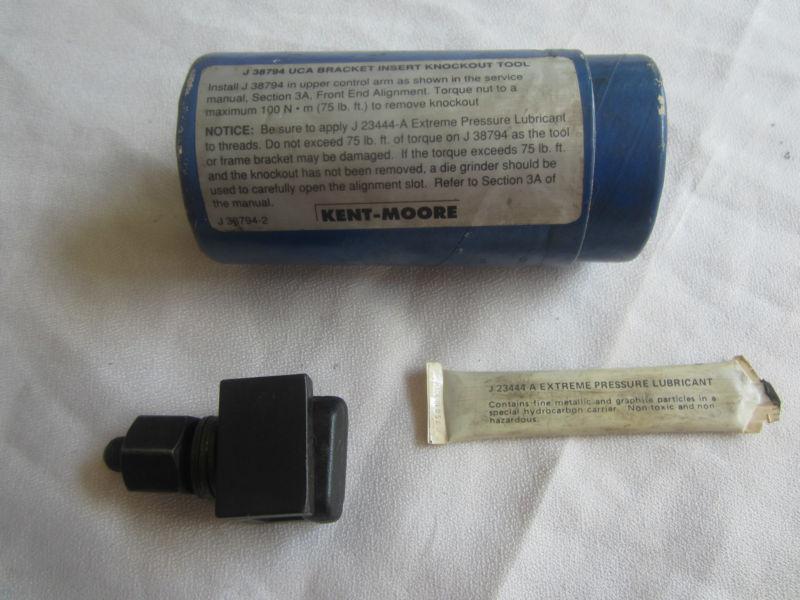 J 38794 UCA BRACKET INSERT KNOCKOUT TOOL
Install J 38794 in upper control arm as shown in the service
manual, Section 3A, Front End Alignment. Torque nut to a
maximum 100 N • m (75 lb. ft.) to remove knockout
NOTICE: Be sure to apply J 23444-A Extreme Pressure Lubricant
to threads. Do not exceed 75 lb. ft. of torque on J 38794 as the tool
or frame bracket may be damaged. If the torque exceeds 75 lb. ft.
and the knockout has not been removed, a die grinder should be
used to carefully open the alignment slot. Refer to Section 3A of
the manual.
J 38794-2
KENT-MOORE
J 23444 A EXTREME PRESSURE LUBRICANT
Contains fine metallic and graphite particles in a
special hydrocarbon carrier. Non toxic and non
hazardous.